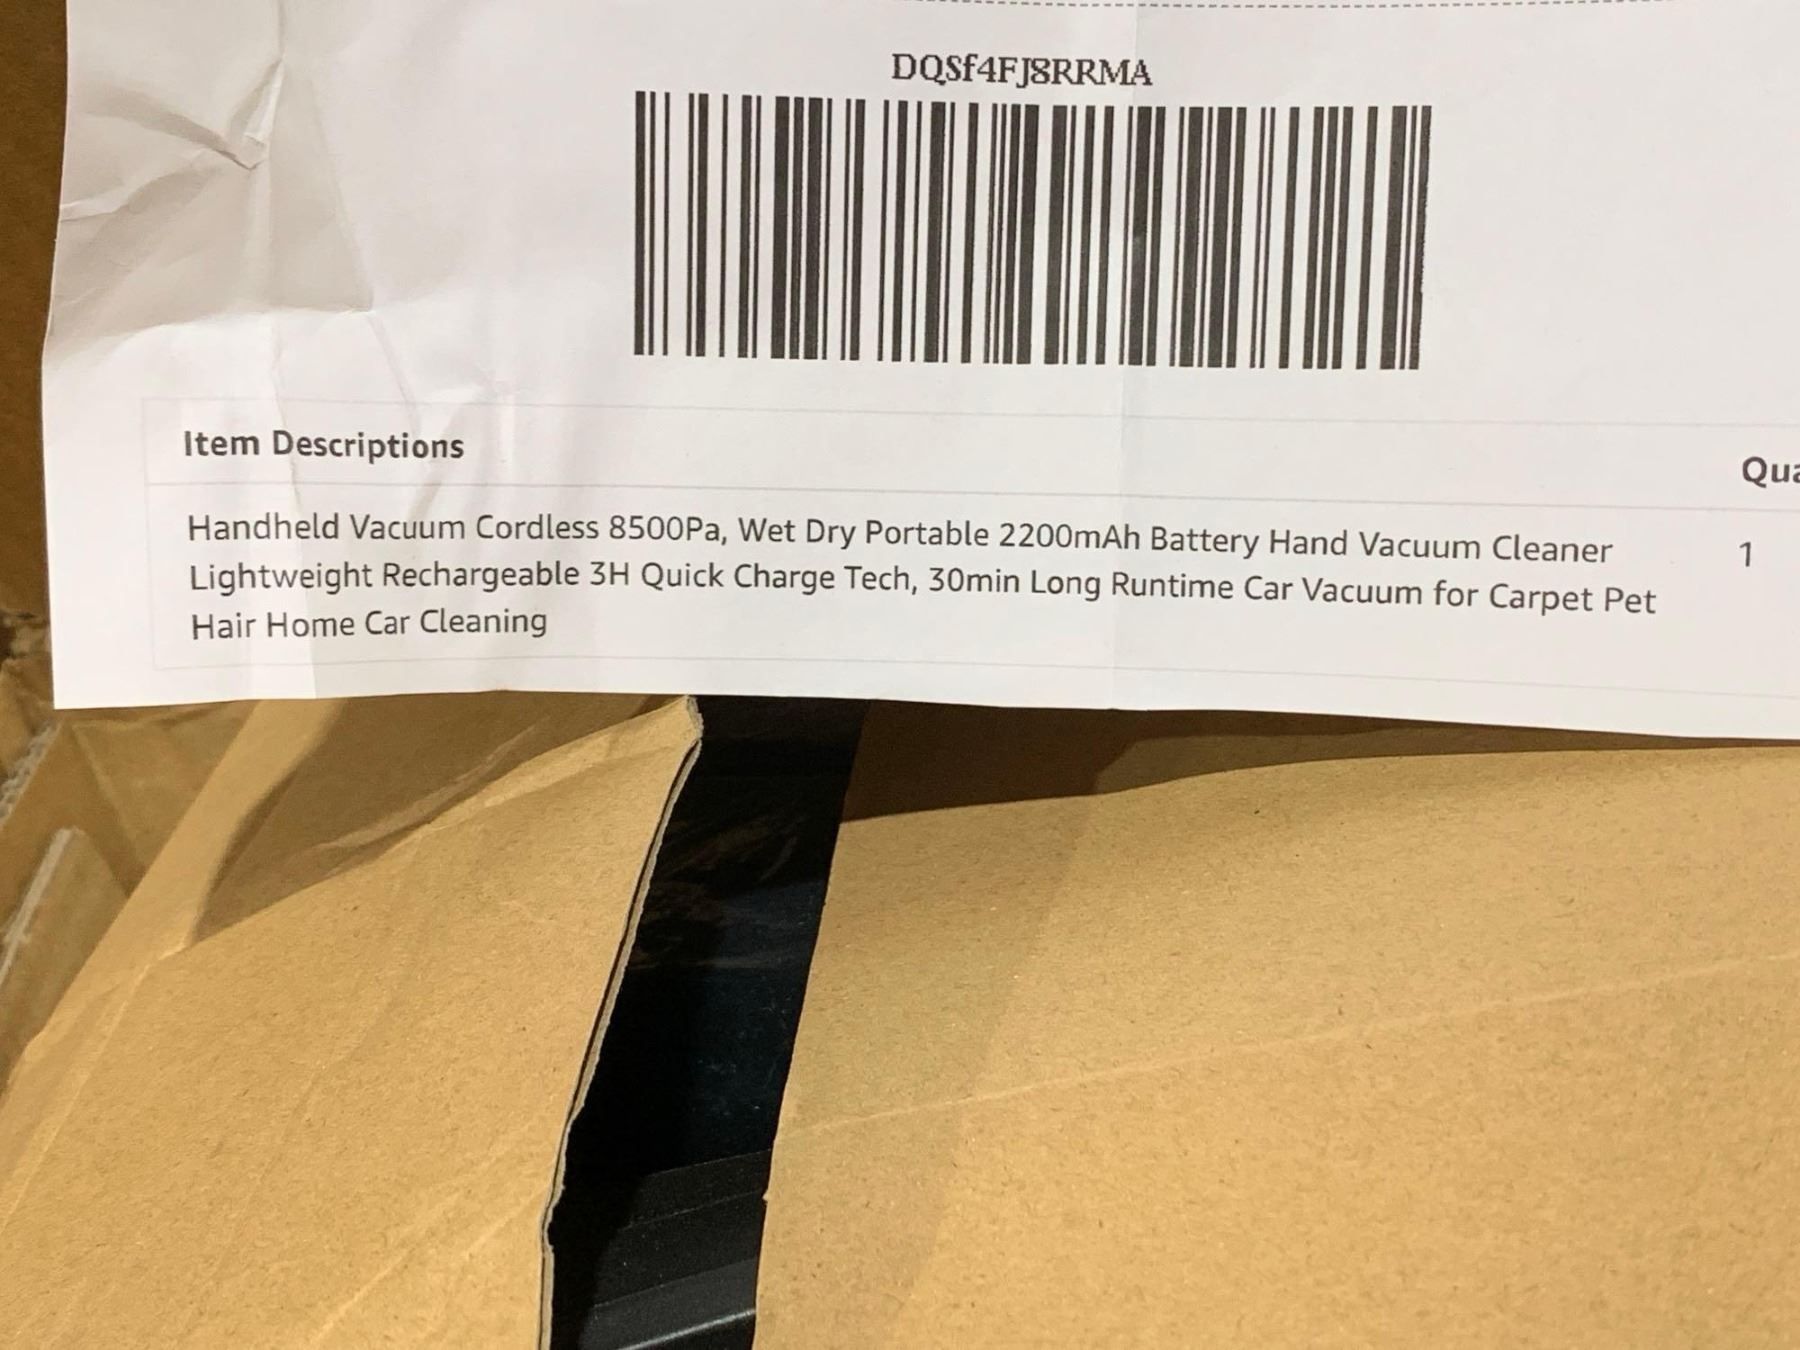 DQSf4FJ8RRMA
Item Descriptions
Qua
Handheld Vacuum Cordless 8500Pa, Wet Dry Portable 2200mAh Battery Hand Vacuum Cleaner
1
Lightweight Rechargeable 3H Quick Charge Tech, 30min Long Runtime Car Vacuum for Carpet Pet
Hair Home Car Cleaning